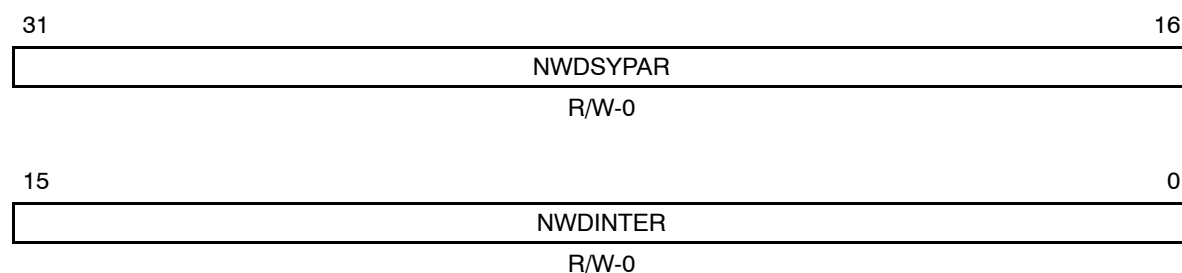 31 16
NWDSYPAR
R/W-0
15 0
NWDINTER
R/W-0